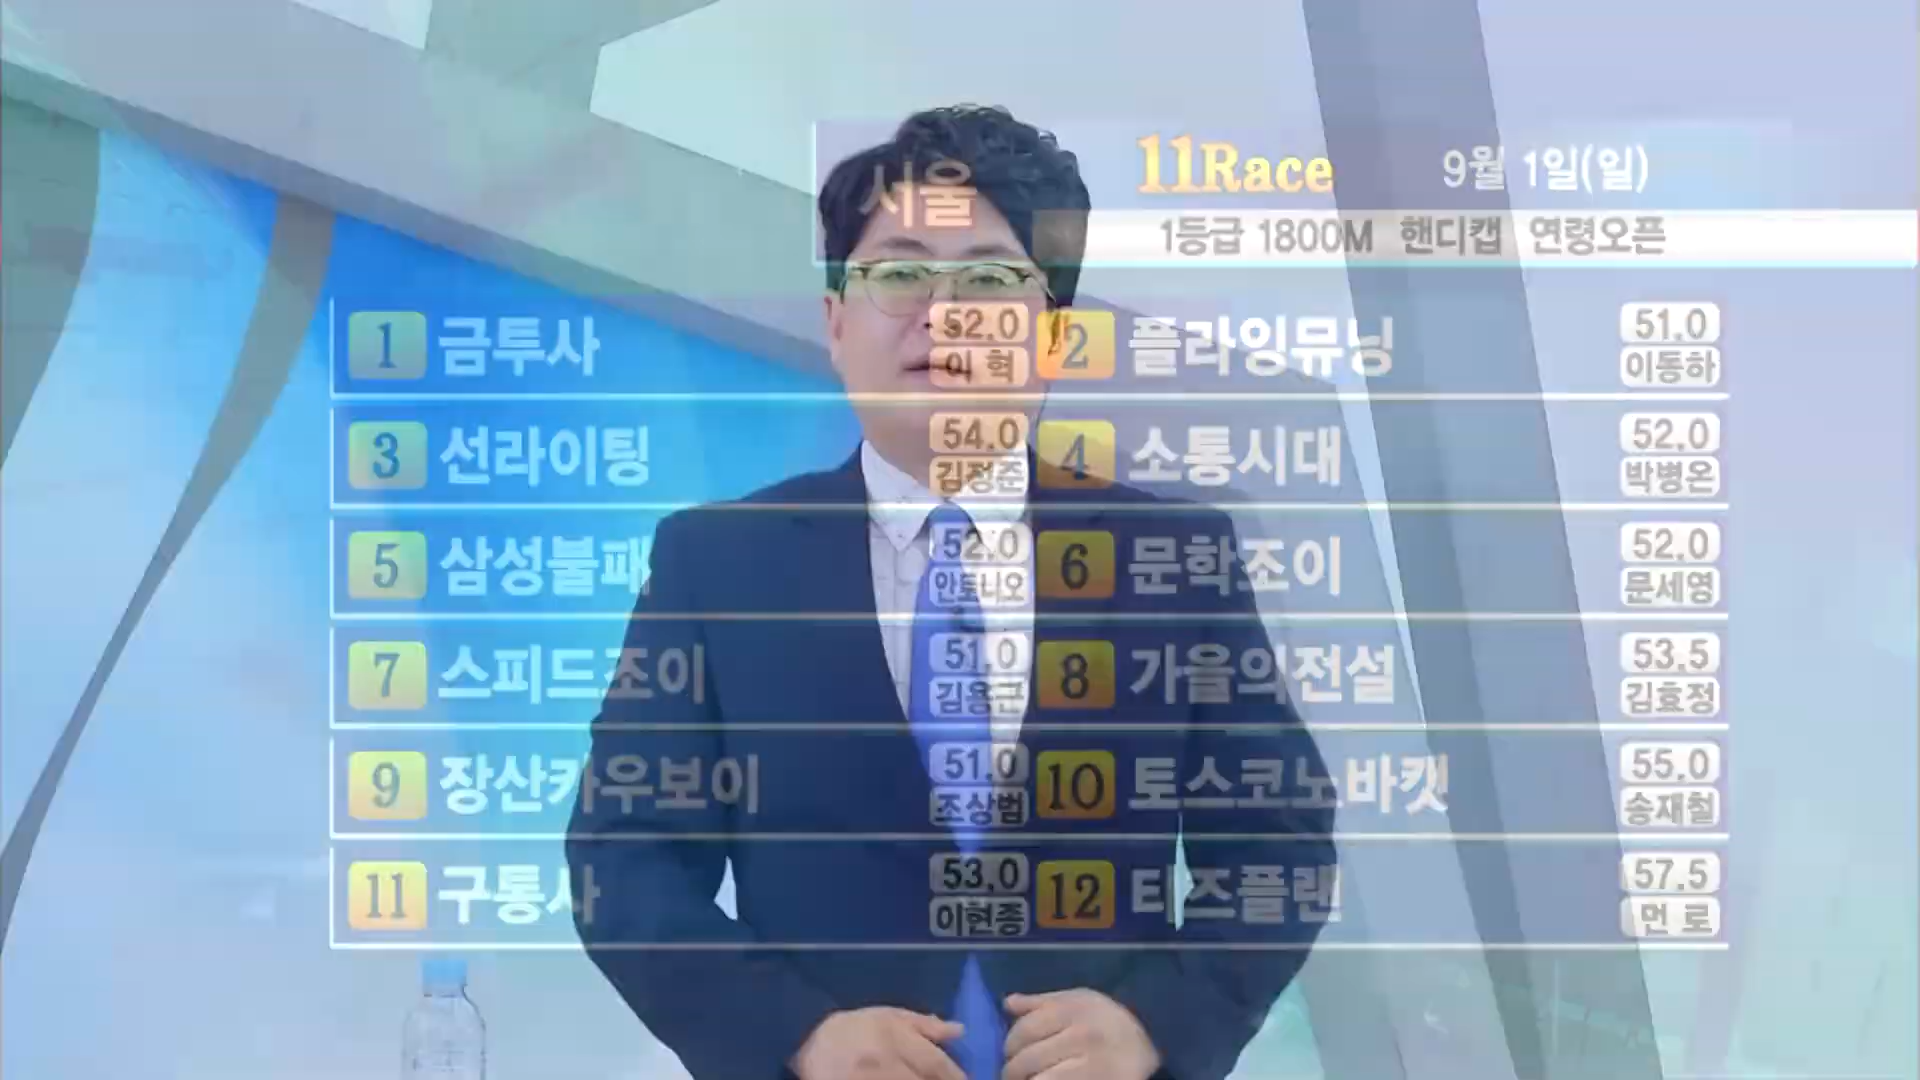 서울
11Race 9월 1일(일)
1등급 1800M 핸디캡 연령오픈
1 금투사 52.0 이 혁
2 플라잉뮤닝 51.0 이동하
3 선라이팅 54.0 김정준
4 소통시대 52.0 박병온
5 삼성불패 52.0 안토니오
6 문학조이 52.0 문세영
7 스피드조이 51.0 김용근
8 가을의전설 53.5 김효정
9 장산카우보이 51.0 조상범
10 토스코노바캣 55.0 송재철
11 구통사 53.0 이현종
12 티즈플랜 57.5 먼 로